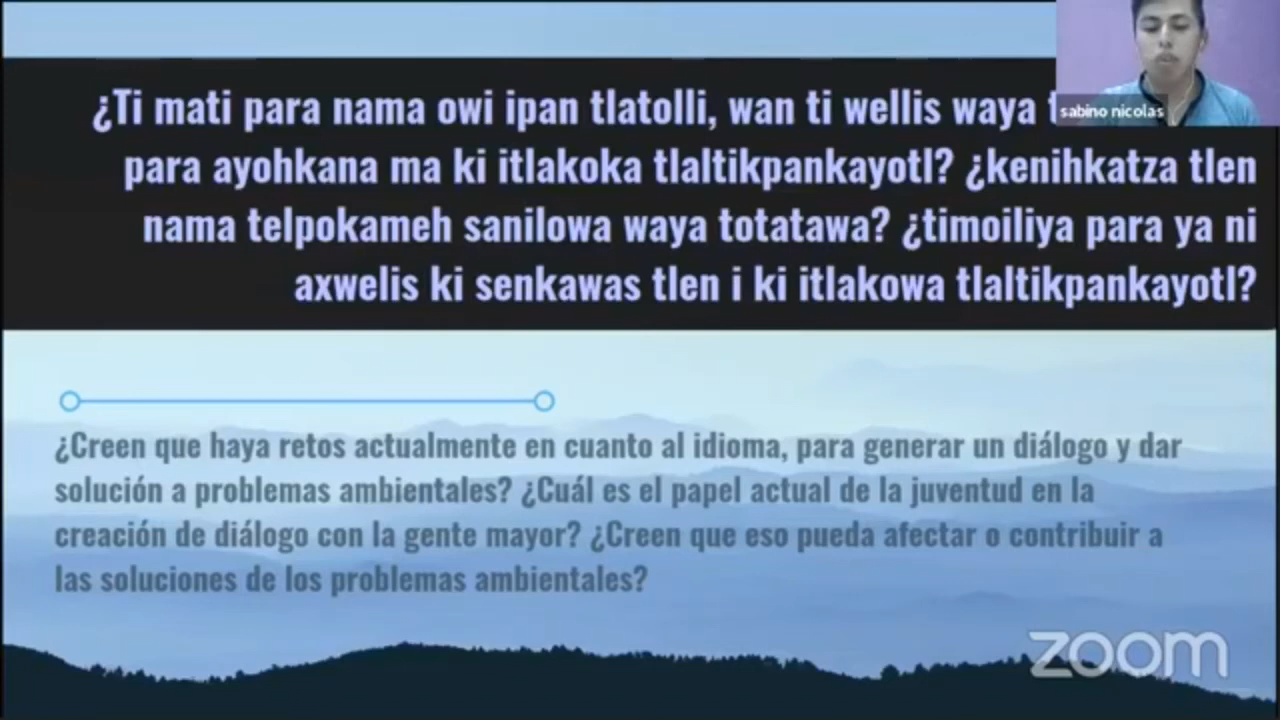 ¿Ti mati para nama owi ipan tlatolli, wan ti wellis waya
para ayohkana ma ki itlakoka tlaltikpankayotl? ¿kenihkatza tlen
nama telpokameh sanilowa waya totatawa? ¿timoiliya para ya ni
axwelis ki senkawas tlen i ki itlakowa tlaltikpankayotl?
sabino nicolas
¿Creen que haya retos actualmente en cuanto al idioma, para generar un diálogo y dar
solución a problemas ambientales? ¿Cuál es el papel actual de la juventud en la
creación de diálogo con la gente mayor? ¿Creen que eso pueda afectar o contribuir a
las soluciones de los problemas ambientales?
zoom